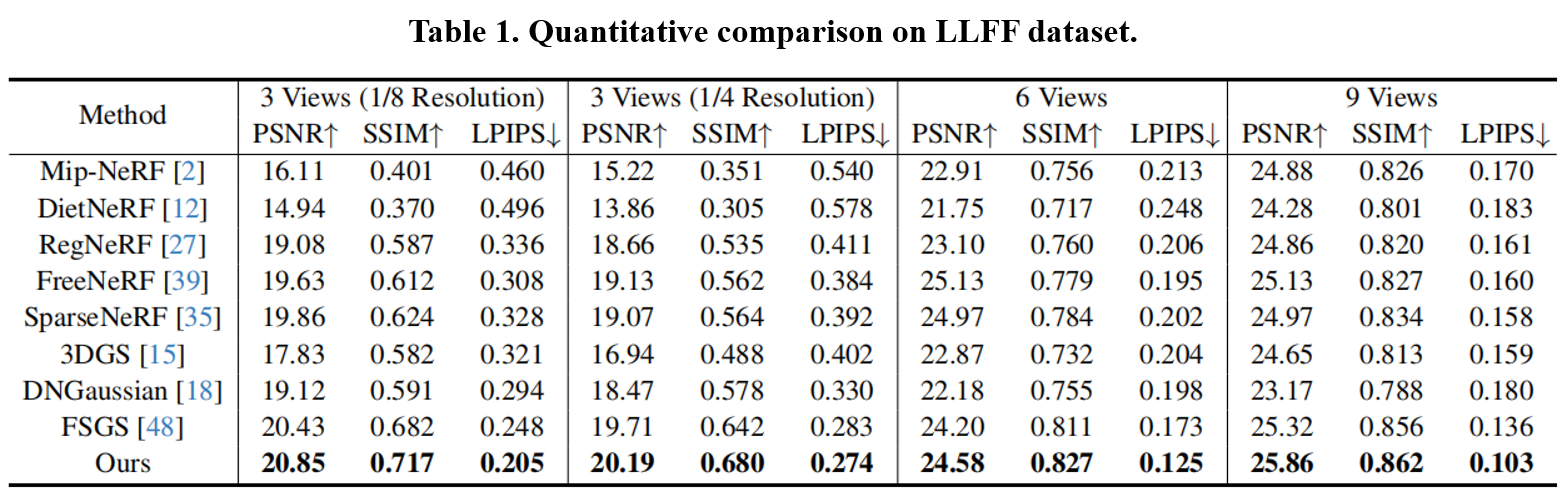 Table 1. Quantitative comparison on LLFF dataset.
Method 3 Views (1/8 Resolution) 3 Views (1/4 Resolution) 6 Views 9 Views
PSNR↑ SSIM↑ LPIPS↓ PSNR↑ SSIM↑ LPIPS↓ PSNR↑ SSIM↑ LPIPS↓ PSNR↑ SSIM↑ LPIPS↓
Mip-NeRF [2] 16.11 0.401 0.460 15.22 0.351 0.540 22.91 0.756 0.213 24.88 0.826 0.170
DietNeRF [12] 14.94 0.370 0.496 13.86 0.305 0.578 21.75 0.717 0.248 24.28 0.801 0.183
RegNeRF [27] 19.08 0.587 0.336 18.66 0.535 0.411 23.10 0.760 0.206 24.86 0.820 0.161
FreeNeRF [39] 19.63 0.612 0.308 19.13 0.562 0.384 25.13 0.779 0.195 25.13 0.827 0.160
SparseNeRF [35] 19.86 0.624 0.328 19.07 0.564 0.392 24.97 0.784 0.202 24.97 0.834 0.158
3DGS [15] 17.83 0.582 0.321 16.94 0.488 0.402 22.87 0.732 0.204 24.65 0.813 0.159
DNGaussian [18] 19.12 0.591 0.294 18.47 0.578 0.330 22.18 0.755 0.198 23.17 0.788 0.180
FSGS [48] 20.43 0.682 0.248 19.71 0.642 0.283 24.20 0.811 0.173 25.32 0.856 0.136
Ours 20.85 0.717 0.205 20.19 0.680 0.274 24.58 0.827 0.125 25.86 0.862 0.103